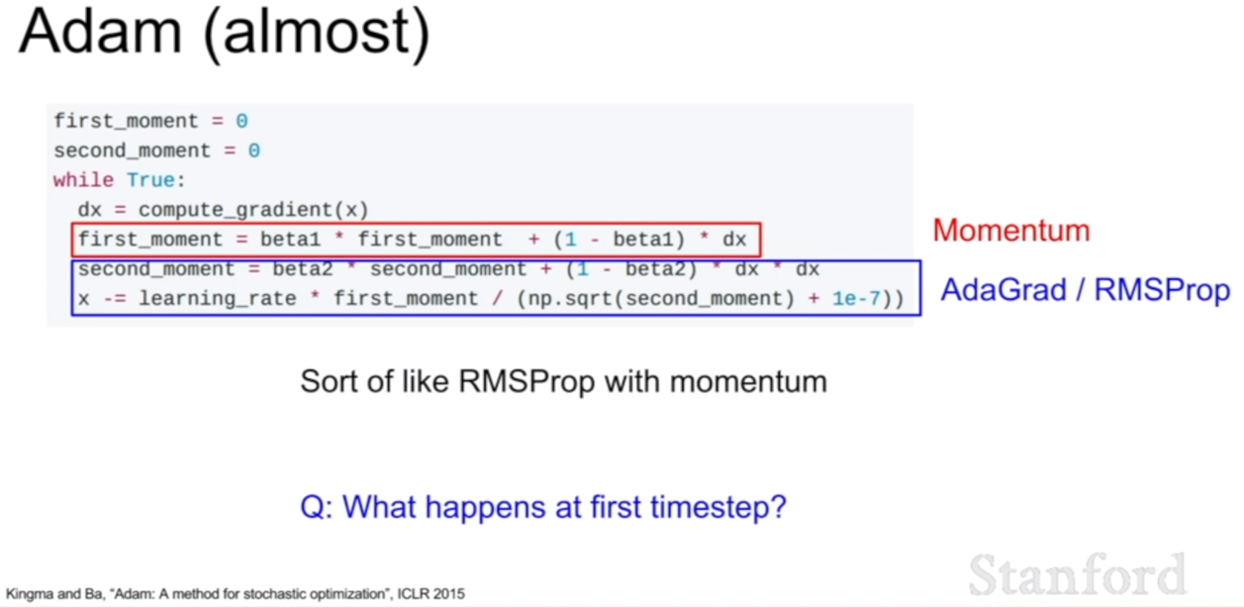 Adam (almost)
first_moment = 0
second_moment = 0
while True:
dx = compute_gradient(x)
first_moment = beta1 * first_moment + (1 - beta1) * dx
Momentum
second_moment = beta2 * second_moment + (1 - beta2) * dx * dx
x -= learning_rate * first_moment / (np.sqrt(second_moment) + 1e-7))
AdaGrad / RMSProp
Sort of like RMSProp with momentum
Q: What happens at first timestep?
Stanford
Kingma and Ba, "Adam: A method for stochastic optimization", ICLR 2015